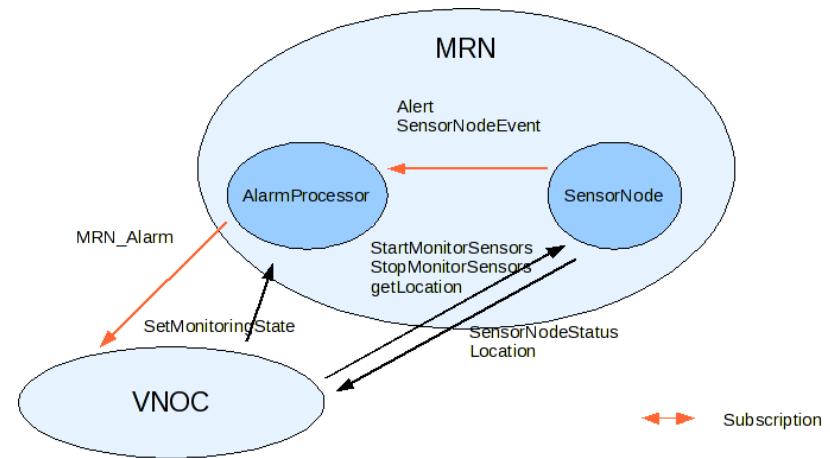 MRN
Alert
SensorNodeEvent
AlarmProcessor
SensorNode
MRN_Alarm
StartMonitorSensors
StopMonitorSensors
getLocation
SetMonitoringState
SensorNodeStatus
Location
VNOC
Subscription